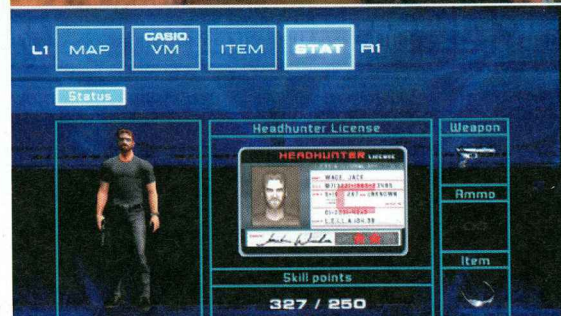 L1 MAP CASIO. VM ITEM STAT R1
Status
Headhunter License
Weapon
HEADHUNTER LICENSE
WADE, JACK
UNKNOWN
Ammo
Skill points
Item
327 / 250